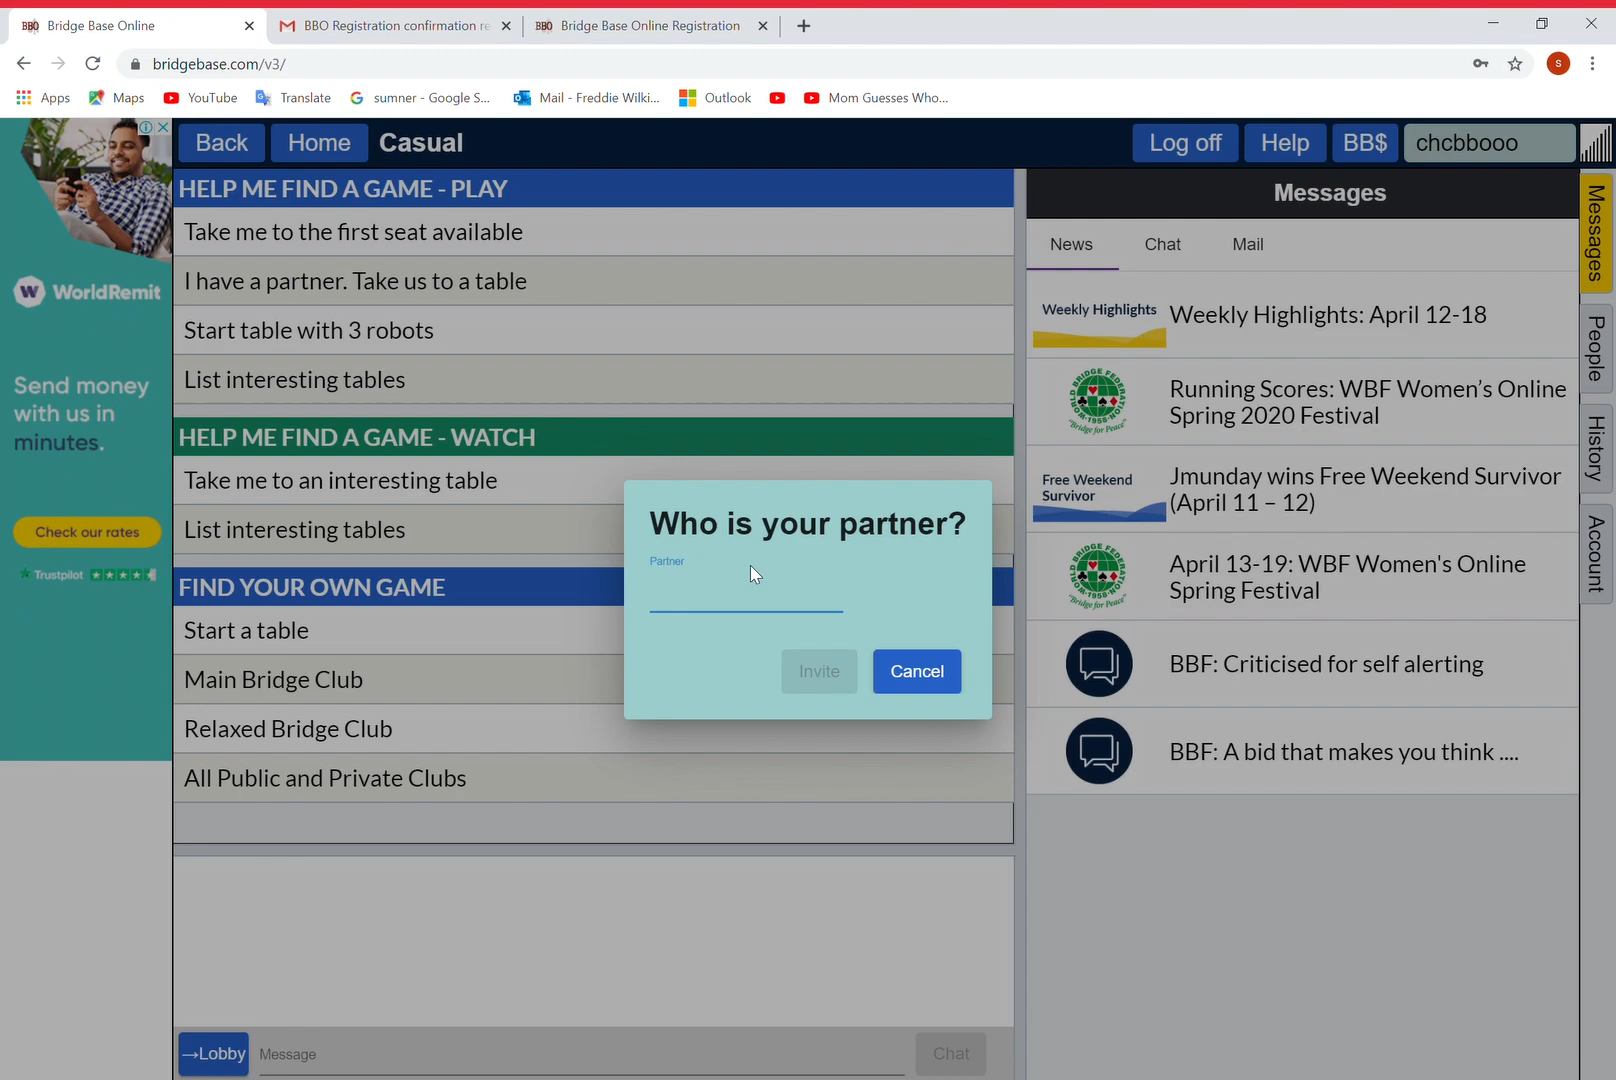 Bridge Base Online
BBO Registration confirmation re
Bridge Base Online Registration
bridgebase.com/v3/
S
Apps
Maps
YouTube
Translate
sumner - Google S...
Mail - Freddie Wilki...
Outlook
Mom Guesses Who...
Back
Home
Casual
Log off
Help
BB$
chcbbooo
HELP ME FIND A GAME - PLAY
Take me to the first seat available
I have a partner. Take us to a table
Start table with 3 robots
List interesting tables
HELP ME FIND A GAME - WATCH
Take me to an interesting table
List interesting tables
FIND YOUR OWN GAME
Start a table
Main Bridge Club
Relaxed Bridge Club
All Public and Private Clubs
WorldRemit
Send money
with us in
minutes.
Check our rates
Trustpilot
Who is your partner?
Partner
Invite
Cancel
Messages
News
Chat
Mail
Weekly Highlights
Weekly Highlights: April 12-18
Running Scores: WBF Women’s Online
Spring 2020 Festival
Free Weekend
Survivor
Jmunday wins Free Weekend Survivor
(April 11 – 12)
April 13-19: WBF Women's Online
Spring Festival
BBF: Criticised for self alerting
BBF: A bid that makes you think ....
Messages
People
History
Account
→Lobby
Message
Chat